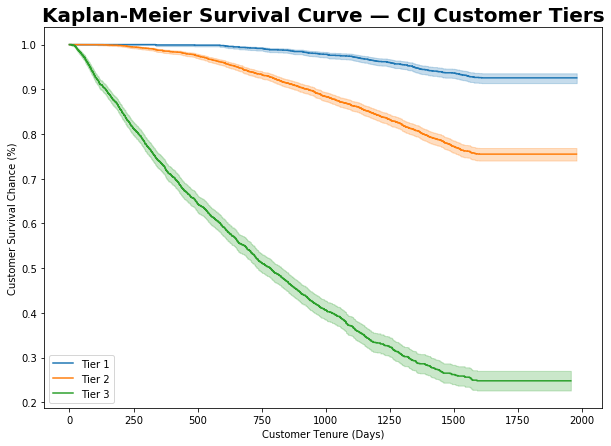 Kaplan-Meier Survival Curve — CIJ Customer Tiers
Customer Survival Chance (%)
1.0
0.9
0.8
0.7
0.6
0.5
0.4
0.3
0.2
Tier 1
Tier 2
Tier 3
0 250 500 750 1000 1250 1500 1750 2000
Customer Tenure (Days)